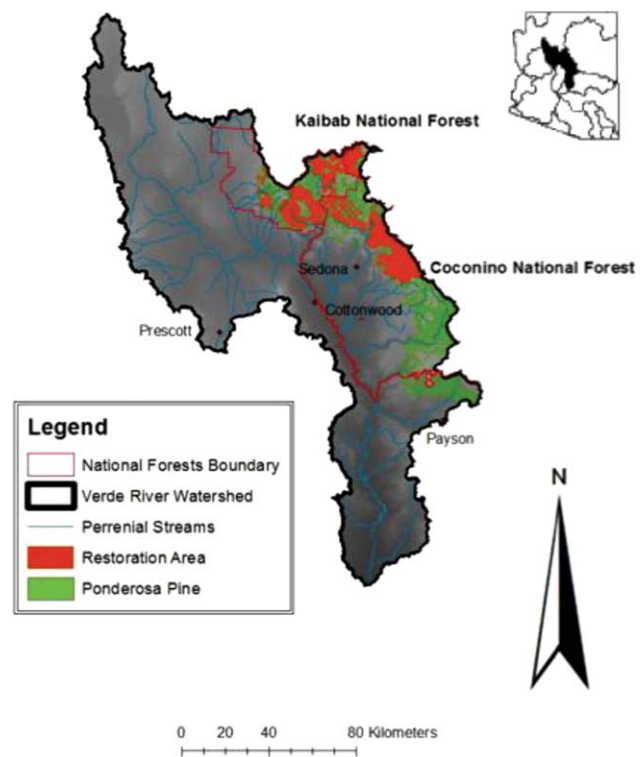 Kaibab National Forest
Coconino National Forest
Sedona
Cottonwood
Prescott
Payson
Legend
National Forests Boundary
Verde River Watershed
Perrenial Streams
Restoration Area
Ponderosa Pine
N
0 20 40 80 Kilometers